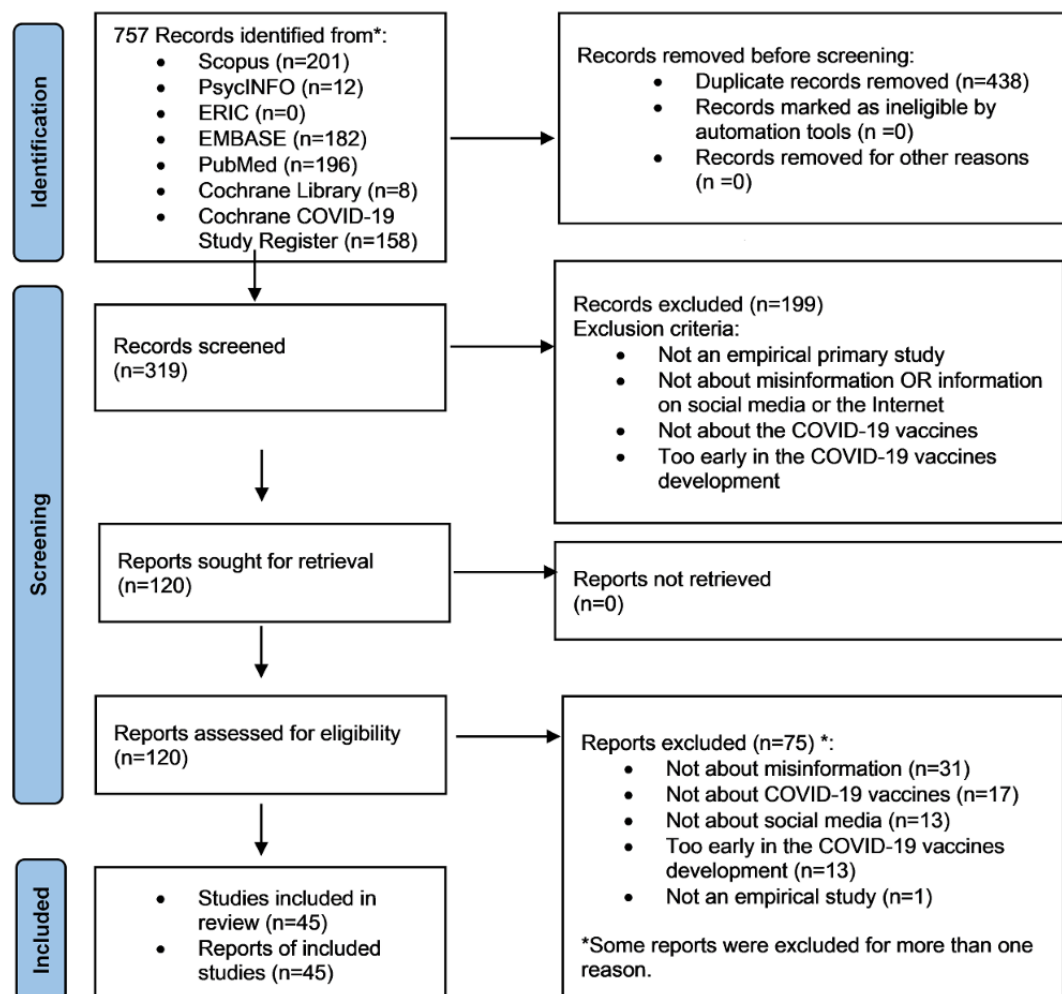 Identification
757 Records identified from*:
• Scopus (n=201)
• PsycINFO (n=12)
• ERIC (n=0)
• EMBASE (n=182)
• PubMed (n=196)
• Cochrane Library (n=8)
• Cochrane COVID-19
Study Register (n=158)
Records removed before screening:
• Duplicate records removed (n=438)
• Records marked as ineligible by
automation tools (n =0)
• Records removed for other reasons
(n =0)
Screening
Records screened
(n=319)
Records excluded (n=199)
Exclusion criteria:
• Not an empirical primary study
• Not about misinformation OR information
on social media or the Internet
• Not about the COVID-19 vaccines
• Too early in the COVID-19 vaccines
development
Reports sought for retrieval
(n=120)
Reports not retrieved
(n=0)
Reports assessed for eligibility
(n=120)
Reports excluded (n=75) *:
• Not about misinformation (n=31)
• Not about COVID-19 vaccines (n=17)
• Not about social media (n=13)
• Too early in the COVID-19 vaccines
development (n=13)
• Not an empirical study (n=1)
*Some reports were excluded for more than one
reason.
Included
• Studies included in
review (n=45)
• Reports of included
studies (n=45)